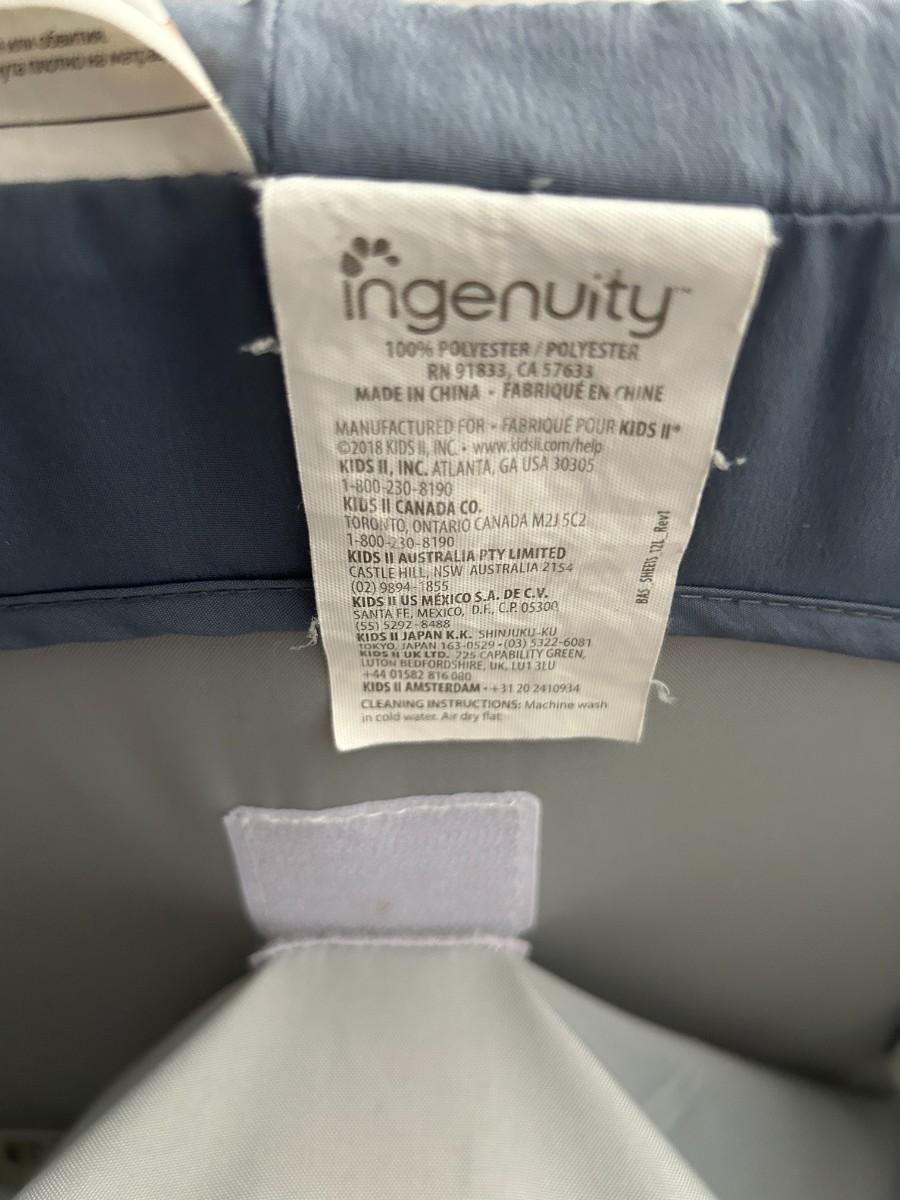 или обвития.
ingenuity™
100% POLYESTER / POLYESTER
RN 91833, CA 57633
MADE IN CHINA • FABRIQUÉ EN CHINE
MANUFACTURED FOR • FABRIQUÉ POUR KIDS II®
©2018 KIDS II, INC. • www.kidsii.com/help
KIDS II, INC. ATLANTA, GA USA 30305
1-800-230-8190
KIDS II CANADA CO.
TORONTO, ONTARIO CANADA M2J 5C2
1-800-230-8190
KIDS II AUSTRALIA PTY LIMITED
CASTLE HILL, NSW AUSTRALIA 2154
(02) 9894-1855
KIDS II US MÉXICO S.A. DE C.V.
SANTA FE, MEXICO, D.F., C.P. 05300
(55) 5292-8488
KIDS II JAPAN K.K. SHINJUKU-KU
TOKYO, JAPAN 163-0529 • (03) 5322-6081
KIDS II UK LTD. 725 CAPABILITY GREEN,
LUTON BEDFORDSHIRE, UK, LU1 3LU
+44 01582 816 080
KIDS II AMSTERDAM • +31 20 2410934
CLEANING INSTRUCTIONS: Machine wash
in cold water. Air dry flat.
BAS_SHEETS_12L_Rev1